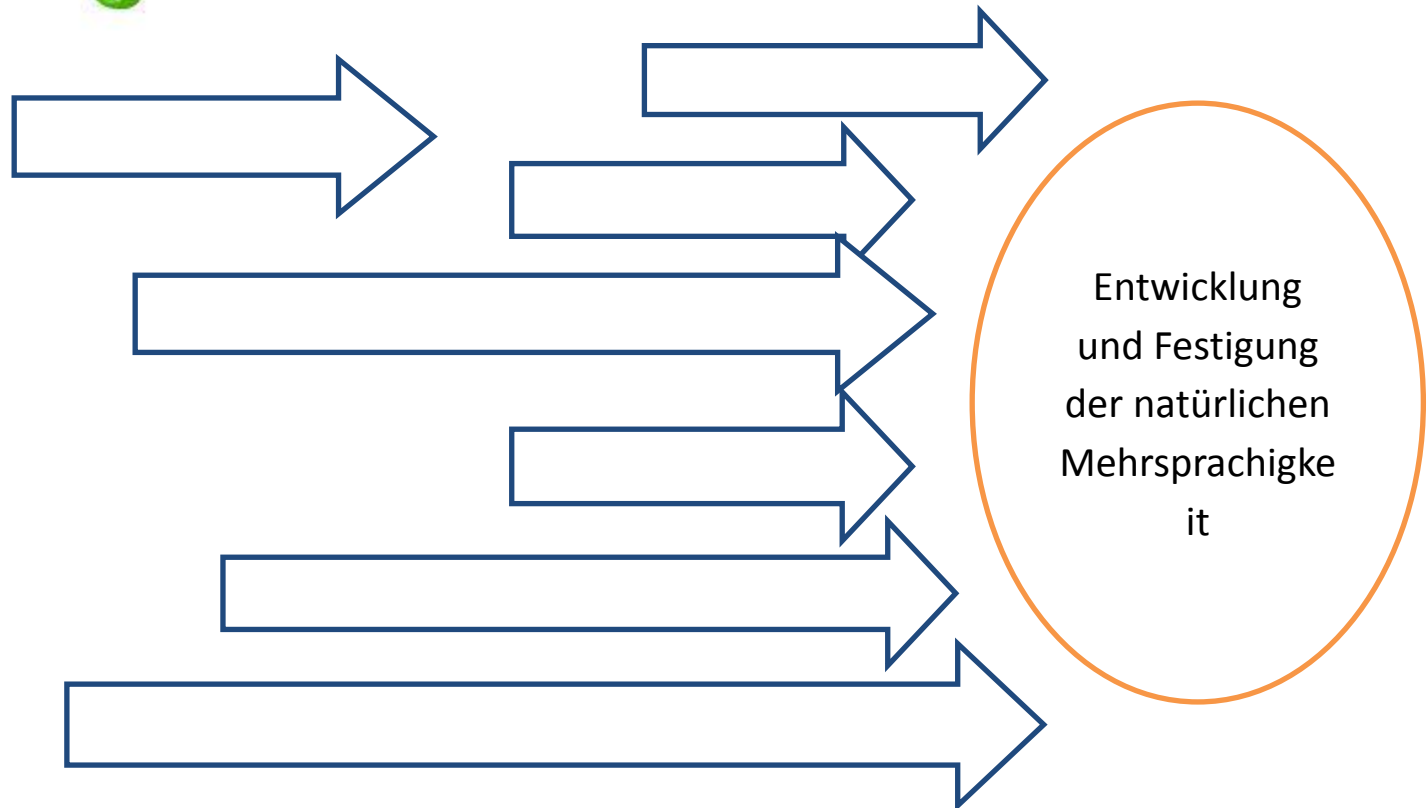 Entwicklung
und Festigung
der natürlichen
Mehrsprachigke
it